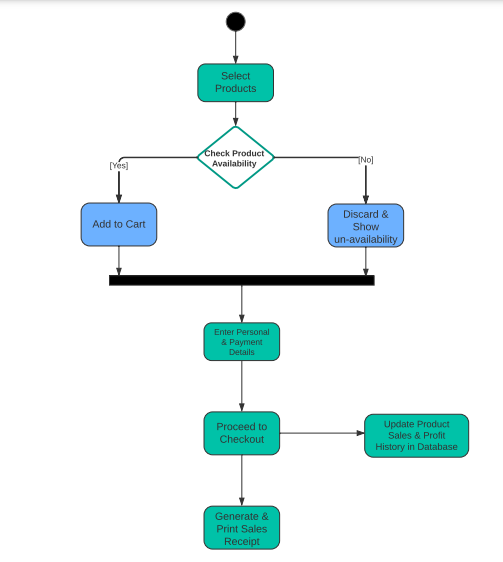 Select
Products
Check Product
Availability
[Yes]
[No]
Add to Cart
Discard &
Show
un-availability
Enter Personal
& Payment
Details
Proceed to
Checkout
Update Product
Sales & Profit
History in Database
Generate &
Print Sales
Receipt